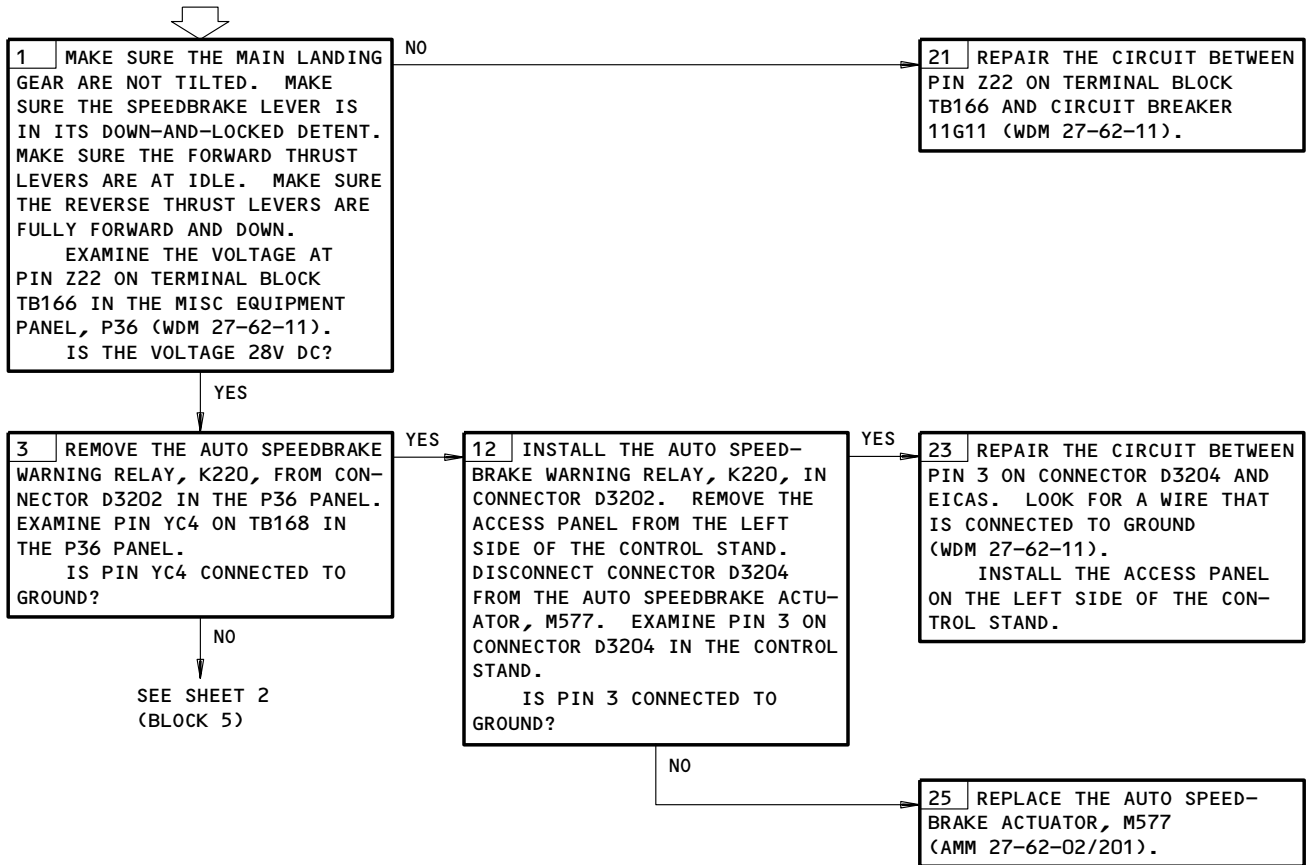 1 MAKE SURE THE MAIN LANDING
GEAR ARE NOT TILTED. MAKE
SURE THE SPEEDBRAKE LEVER IS
IN ITS DOWN-AND-LOCKED DETENT.
MAKE SURE THE FORWARD THRUST
LEVERS ARE AT IDLE. MAKE SURE
THE REVERSE THRUST LEVERS ARE
FULLY FORWARD AND DOWN.
EXAMINE THE VOLTAGE AT
PIN Z22 ON TERMINAL BLOCK
TB166 IN THE MISC EQUIPMENT
PANEL, P36 (WDM 27-62-11).
IS THE VOLTAGE 28V DC?
NO
21 REPAIR THE CIRCUIT BETWEEN
PIN Z22 ON TERMINAL BLOCK
TB166 AND CIRCUIT BREAKER
11G11 (WDM 27-62-11).
YES
3 REMOVE THE AUTO SPEEDBRAKE
WARNING RELAY, K220, FROM CON-
NECTOR D3202 IN THE P36 PANEL.
EXAMINE PIN YC4 ON TB168 IN
THE P36 PANEL.
IS PIN YC4 CONNECTED TO
GROUND?
YES
12 INSTALL THE AUTO SPEED-
BRAKE WARNING RELAY, K220, IN
CONNECTOR D3202. REMOVE THE
ACCESS PANEL FROM THE LEFT
SIDE OF THE CONTROL STAND.
DISCONNECT CONNECTOR D3204
FROM THE AUTO SPEEDBRAKE ACTU-
ATOR, M577. EXAMINE PIN 3 ON
CONNECTOR D3204 IN THE CONTROL
STAND.
IS PIN 3 CONNECTED TO
GROUND?
YES
23 REPAIR THE CIRCUIT BETWEEN
PIN 3 ON CONNECTOR D3204 AND
EICAS. LOOK FOR A WIRE THAT
IS CONNECTED TO GROUND
(WDM 27-62-11).
INSTALL THE ACCESS PANEL
ON THE LEFT SIDE OF THE CON-
TROL STAND.
NO
SEE SHEET 2
(BLOCK 5)
NO
25 REPLACE THE AUTO SPEED-
BRAKE ACTUATOR, M577
(AMM 27-62-02/201).